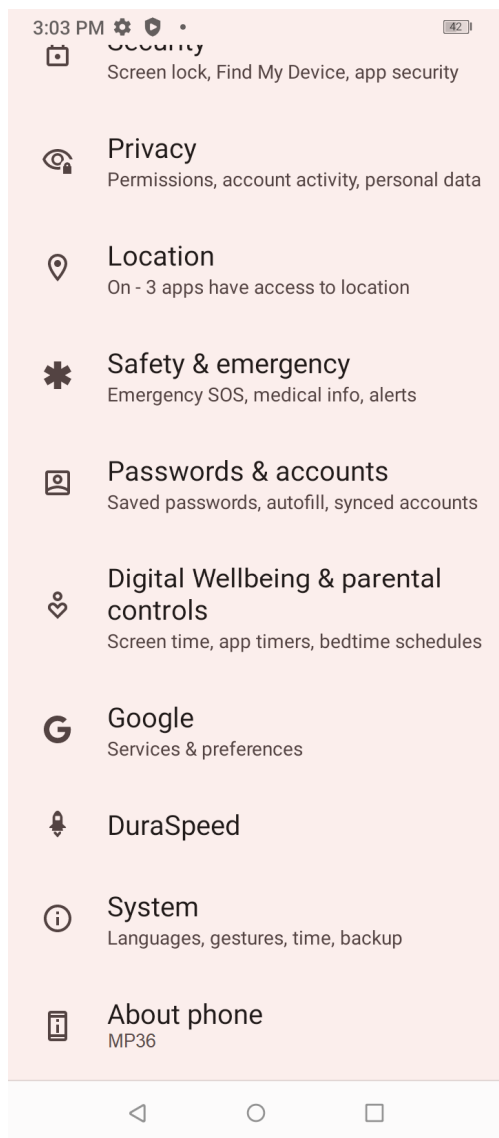 3:03 PM
42
Security
Screen lock, Find My Device, app security
Privacy
Permissions, account activity, personal data
Location
On - 3 apps have access to location
Safety & emergency
Emergency SOS, medical info, alerts
Passwords & accounts
Saved passwords, autofill, synced accounts
Digital Wellbeing & parental
controls
Screen time, app timers, bedtime schedules
Google
Services & preferences
DuraSpeed
System
Languages, gestures, time, backup
About phone
MP36